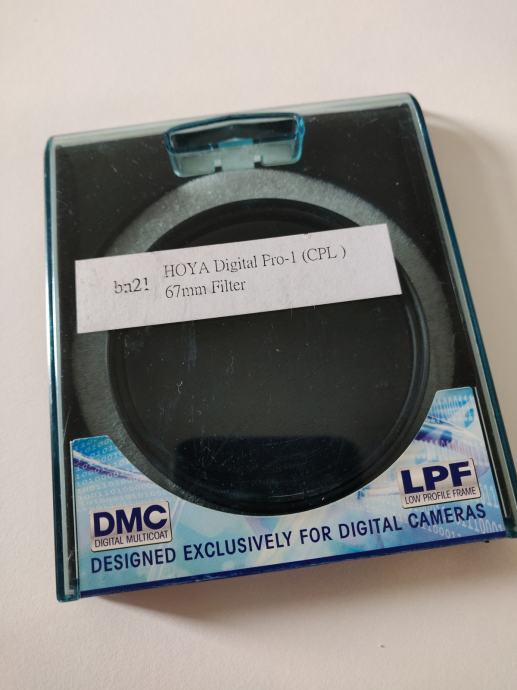 bn21 HOYA Digital Pro-1 (CPL )
67mm Filter
DMC
DIGITAL MULTICOAT
LPF
LOW PROFILE FRAME
DESIGNED EXCLUSIVELY FOR DIGITAL CAMERAS